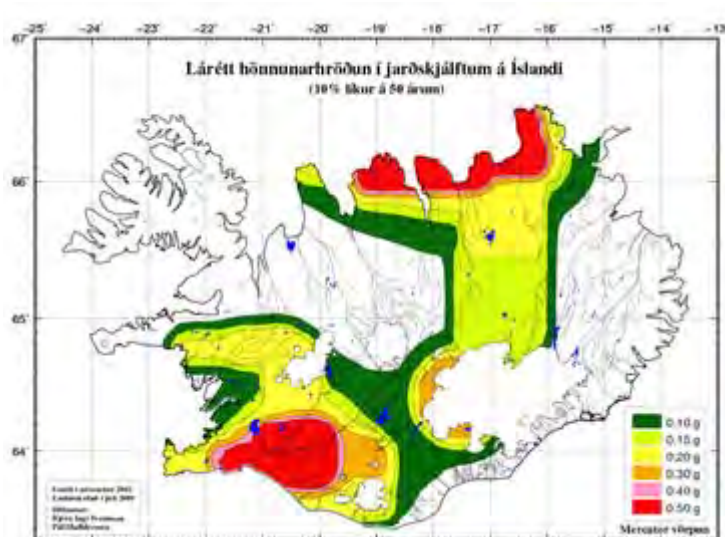 −25 −24 −23 −22 −21 −20 −19 −18 −17 −16 −15 −14 −13
67°
Lárétt hönnunarhröðun í jarðskjálftum á Íslandi
(10% líkur á 50 árum)
66°
65°
64°
0.10 g
0.15 g
0.20 g
0.30 g
0.40 g
0.50 g
Mercator vörpun